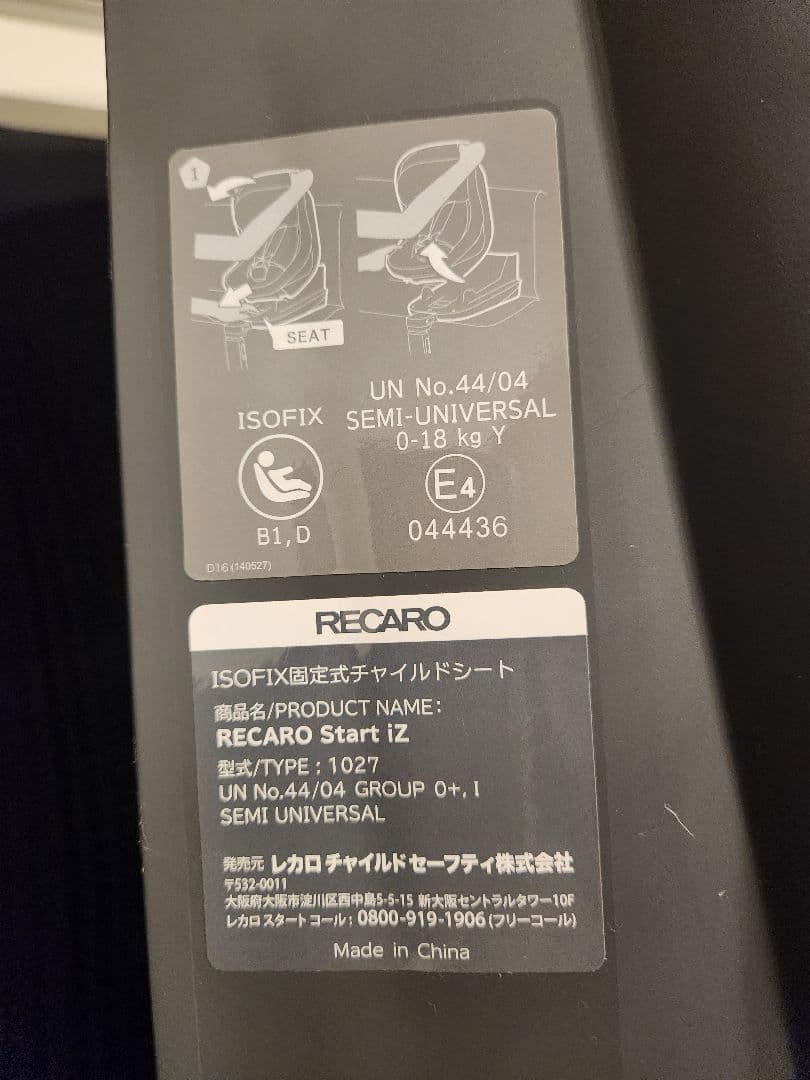 1
SEAT
ISOFIX
B1,D
UN No.44/04
SEMI-UNIVERSAL
0-18 kg Y
E4
044436
D16(140527)
RECARO
ISOFIX固定式チャイルドシート
商品名/PRODUCT NAME:
RECARO Start iZ
型式/TYPE : 1027
UN No.44/04 GROUP 0+, I
SEMI UNIVERSAL
発売元 レカロ チャイルド セーフティ株式会社
〒532-0011
大阪府大阪市淀川区西中島5-5-15 新大阪セントラルタワー10F
レカロ スタート コール; 0800-919-1906(フリーコール)
Made in China